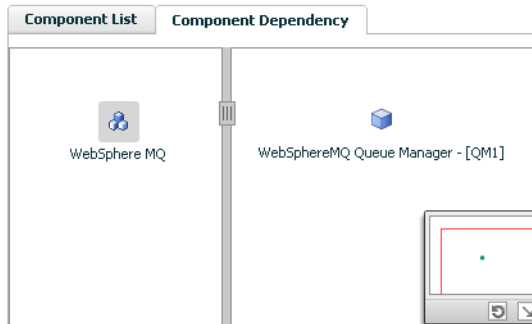 Component List
Component Dependency
WebSphere MQ
WebSphereMQ Queue Manager - [QM1]